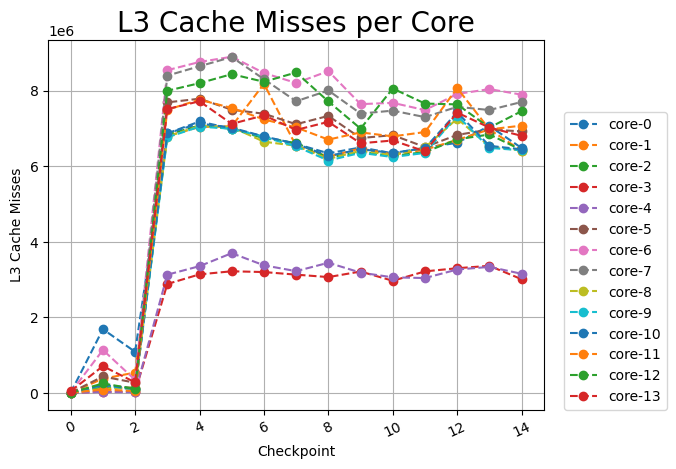 L3 Cache Misses per Core
1e6
8
6
4
2
0
L3 Cache Misses
0
2
4
6
8
10
12
14
Checkpoint
core-0
core-1
core-2
core-3
core-4
core-5
core-6
core-7
core-8
core-9
core-10
core-11
core-12
core-13